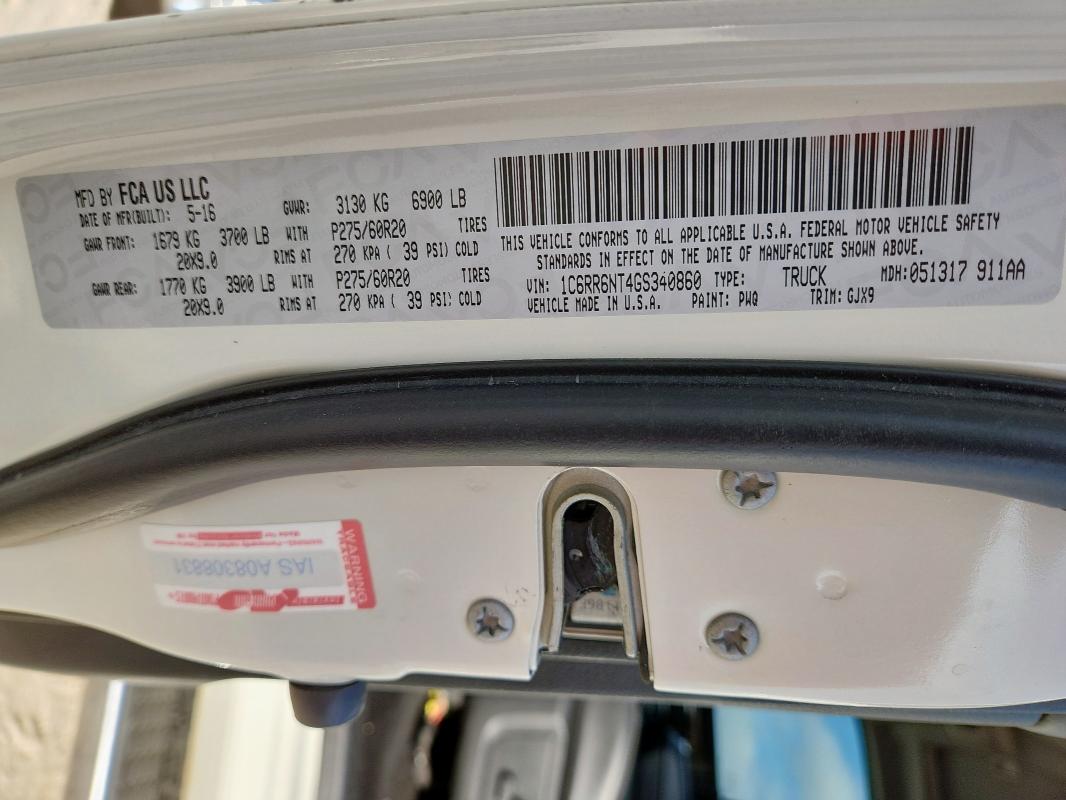 MFD BY FCA US LLC
DATE OF MFR(BUILT): 5-16 GVWR: 3130 KG 6900 LB
GAWR FRONT: 1679 KG 3700 LB WITH P275/60R20 TIRES
20X9.0 RIMS AT 270 KPA ( 39 PSI) COLD
GAWR REAR: 1770 KG 3900 LB WITH P275/60R20 TIRES
20X9.0 RIMS AT 270 KPA ( 39 PSI) COLD
THIS VEHICLE CONFORMS TO ALL APPLICABLE U.S.A. FEDERAL MOTOR VEHICLE SAFETY
STANDARDS IN EFFECT ON THE DATE OF MANUFACTURE SHOWN ABOVE.
VIN: 1C6RR6NT4GS340860 TYPE: TRUCK MDH:051317 911AA
VEHICLE MADE IN U.S.A. PAINT: PWQ TRIM: GJX9
WARNING
IAS A08308831